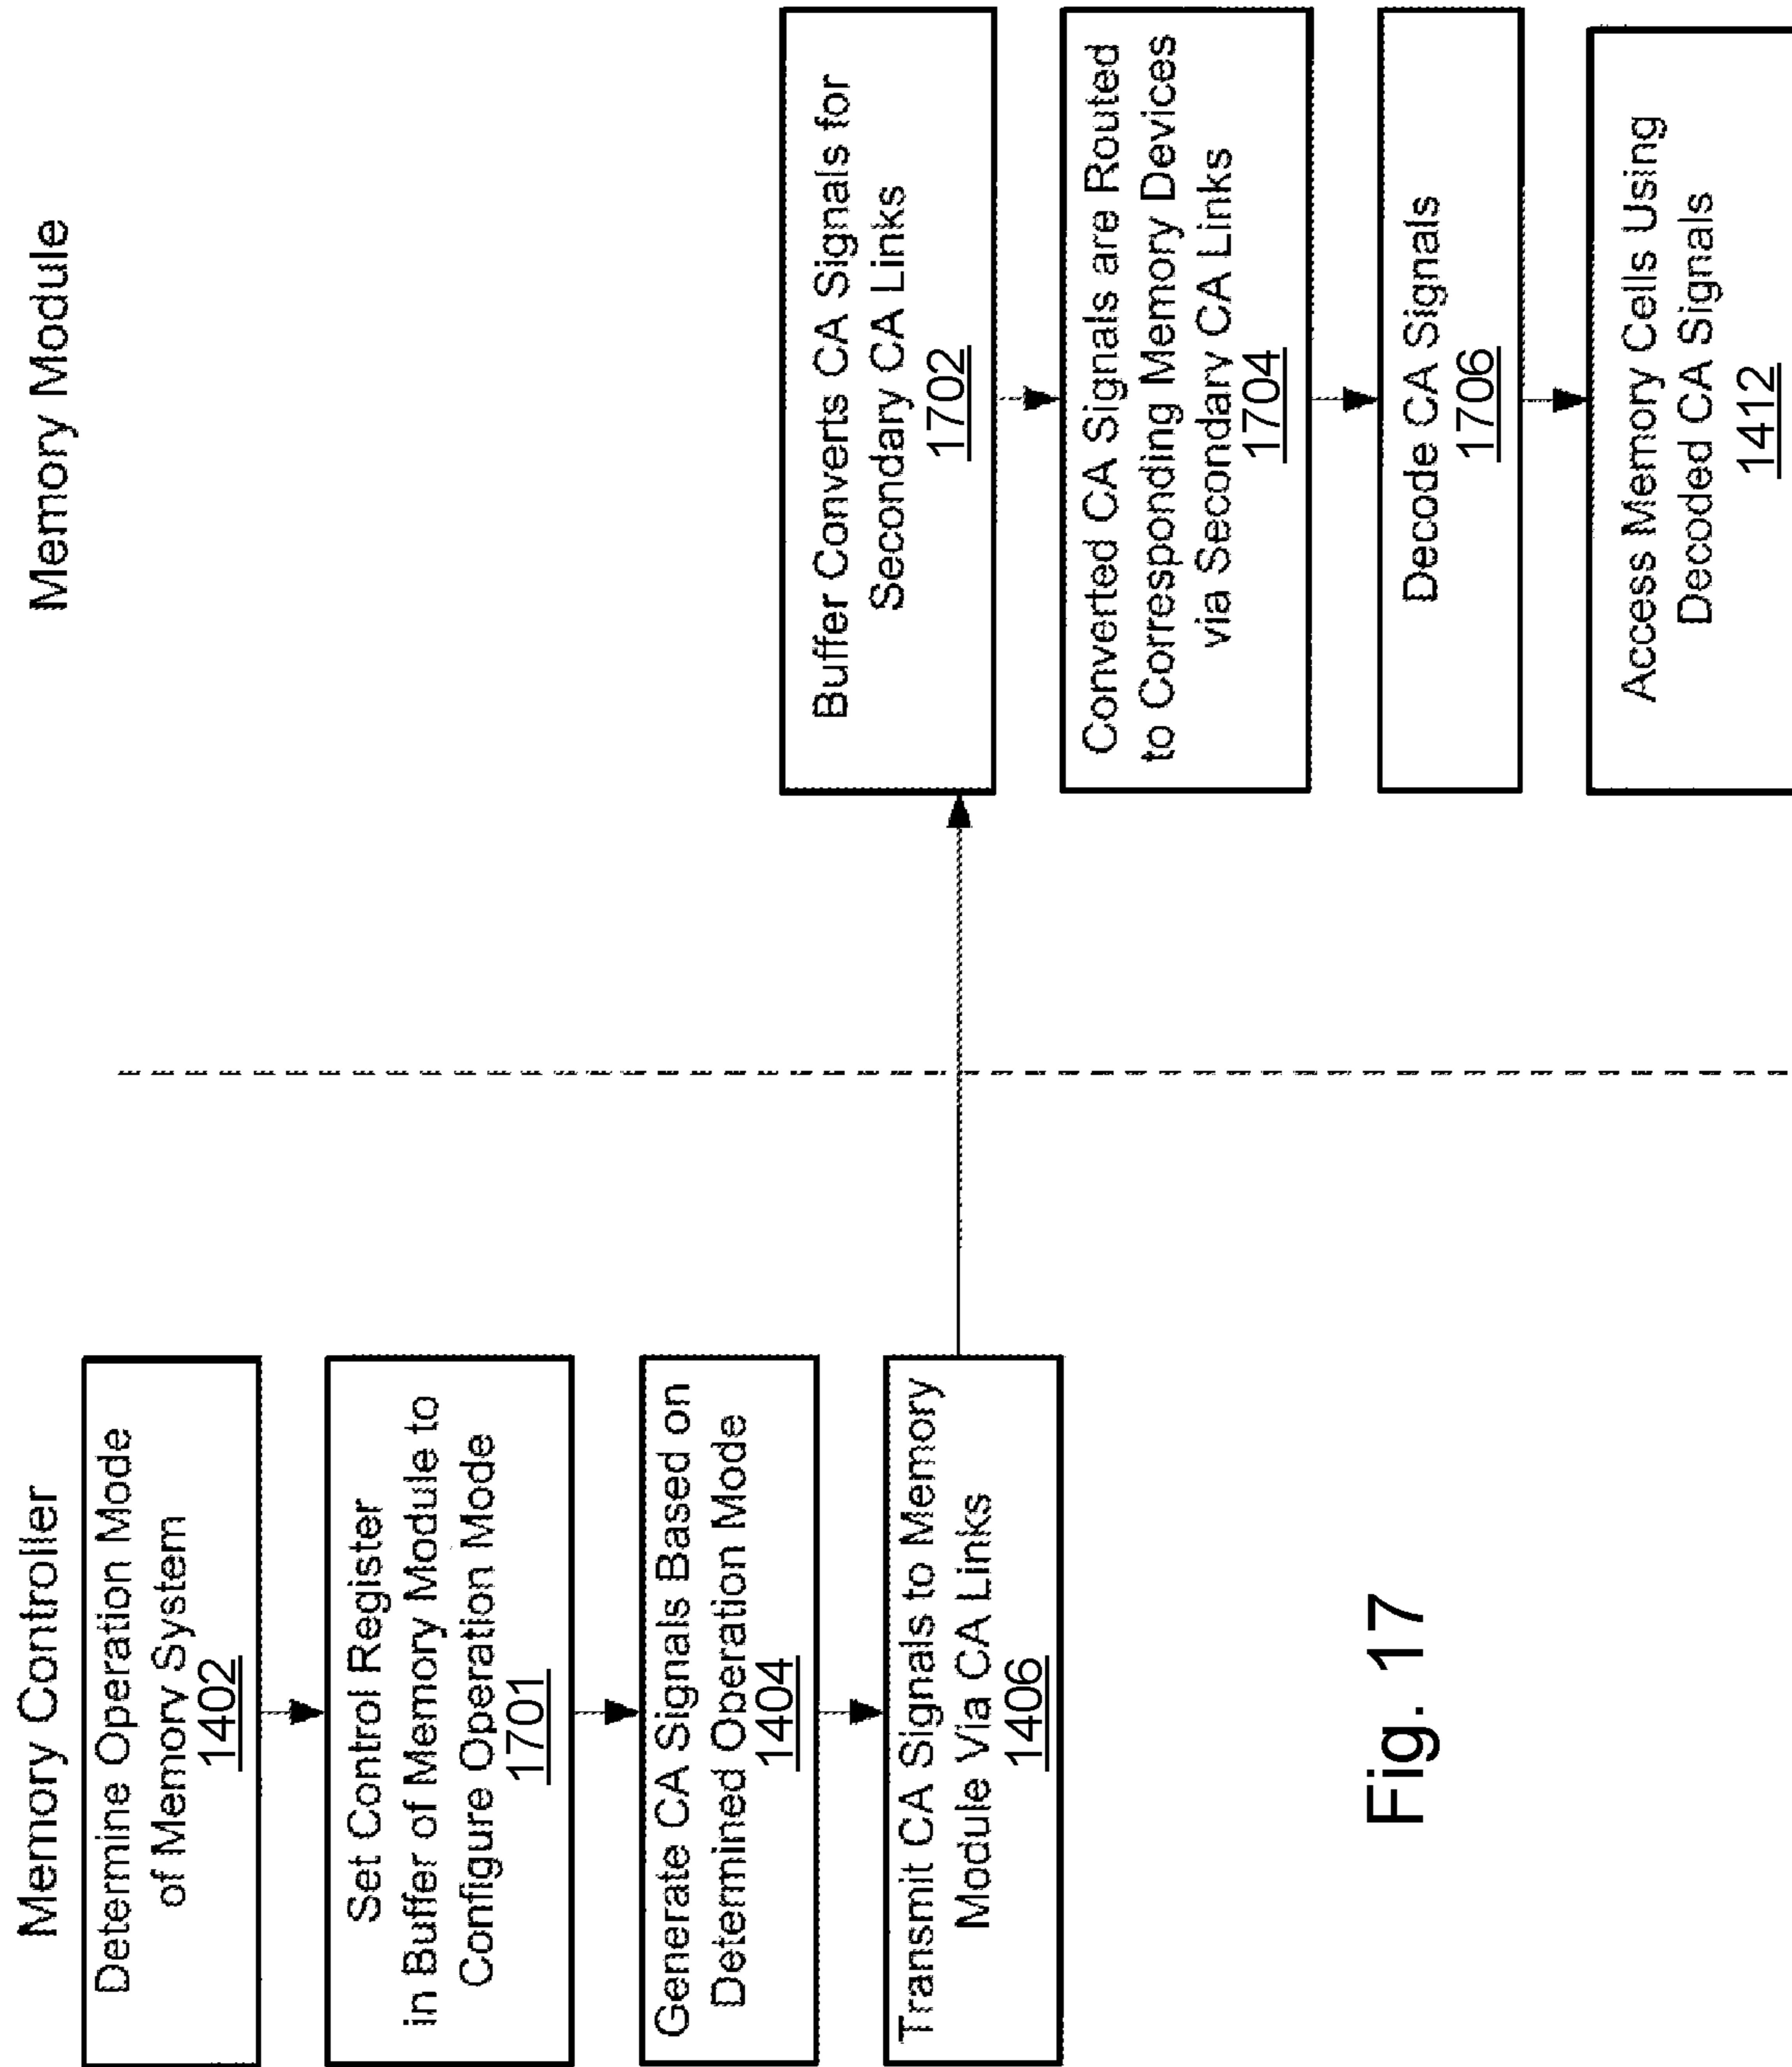 Memory Controller
Determine Operation Mode
of Memory System
1402
Set Control Register
in Buffer of Memory Module to
Configure Operation Mode
1701
Generate CA Signals Based on
Determined Operation Mode
1404
Transmit CA Signals to Memory
Module Via CA Links
1406
Memory Module
Buffer Converts CA Signals for
Secondary CA Links
1702
Converted CA Signals are Routed
to Corresponding Memory Devices
via Secondary CA Links
1704
Decode CA Signals
1706
Access Memory Cells Using
Decoded CA Signals
1412
Fig. 17